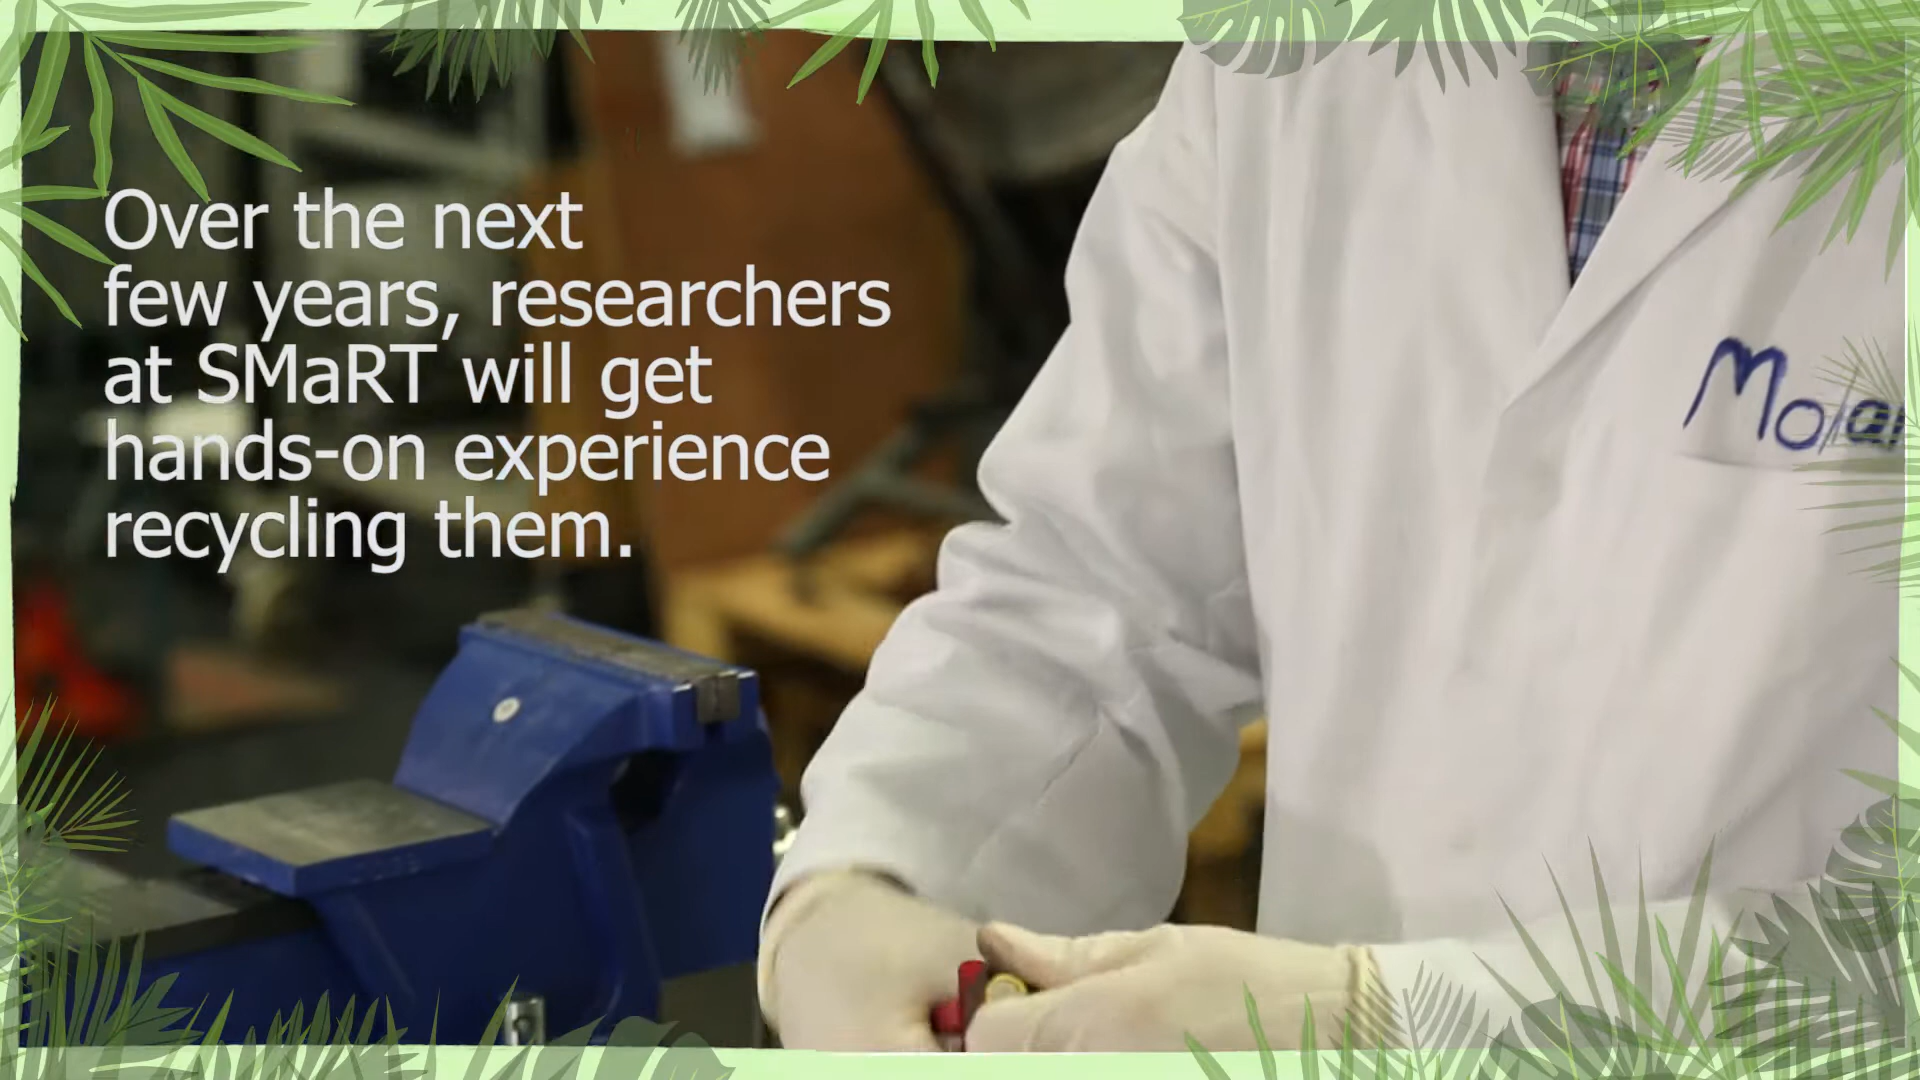 Over the next
few years, researchers
at SMaRT will get
hands-on experience
recycling them.